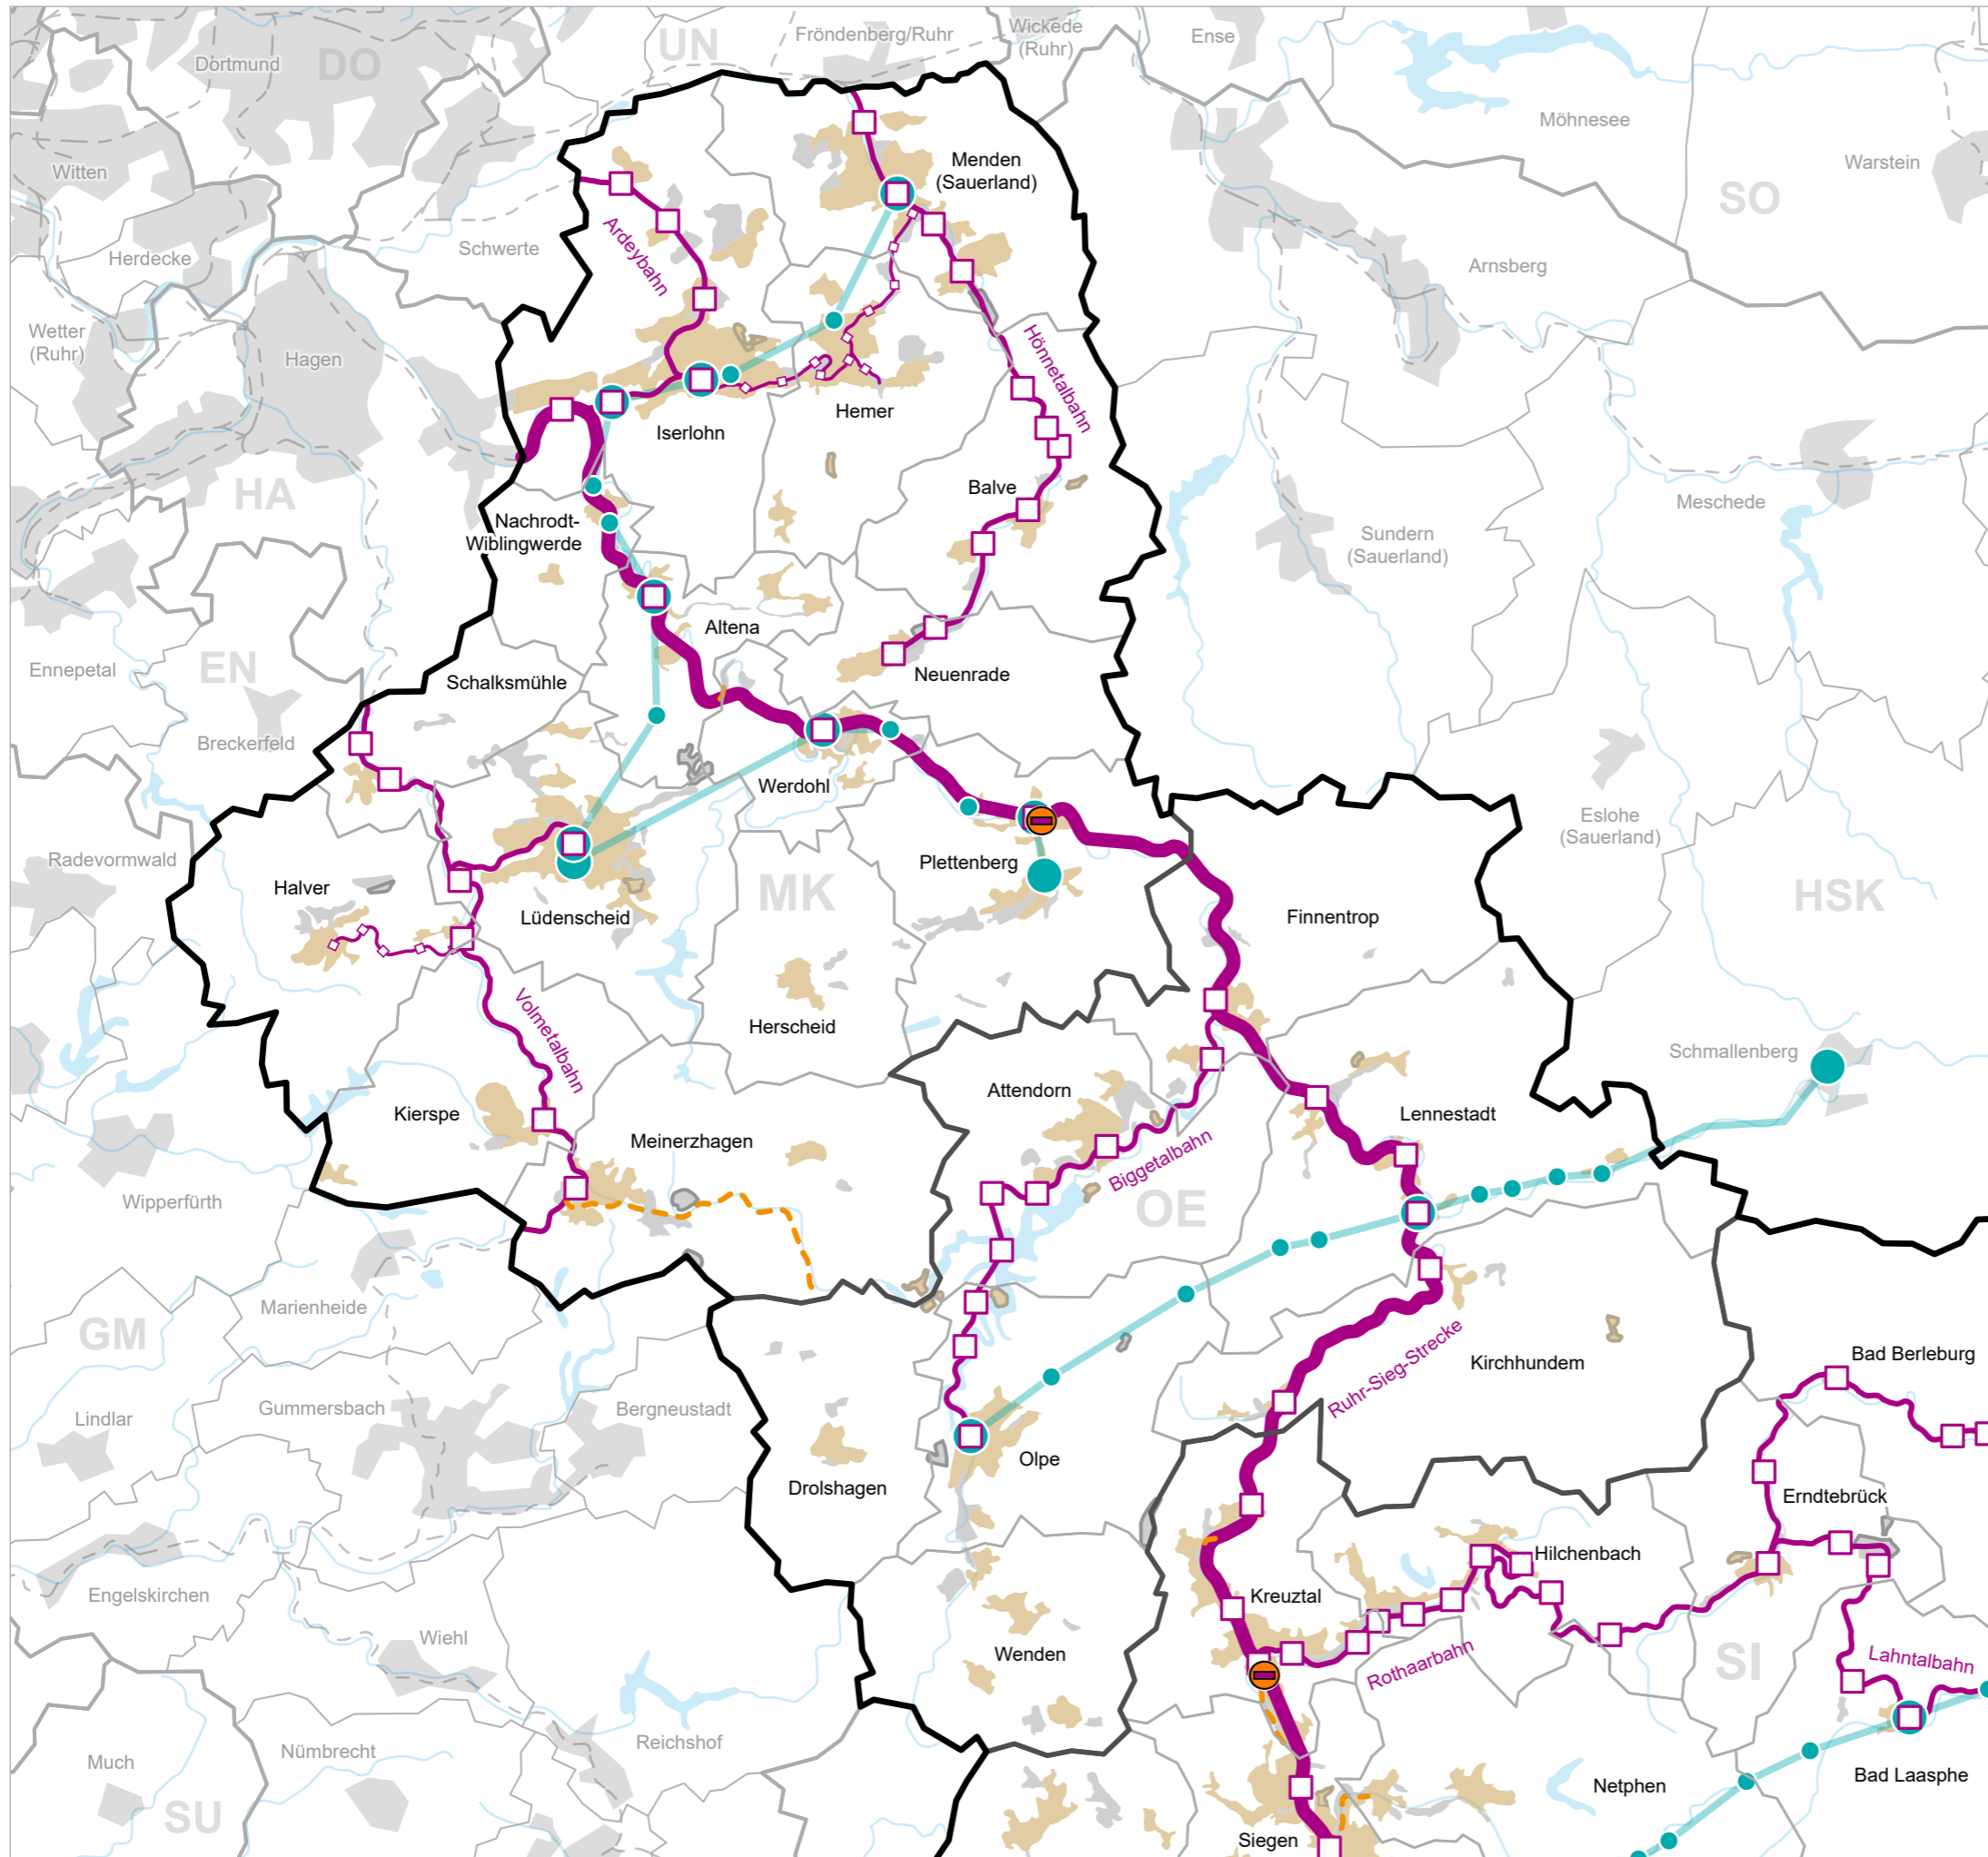 Dortmund
DO
UN
Fröndenberg/Ruhr
Wickede
(Ruhr)
Ense
Möhnesee
Warstein
SO
Witten
Menden
(Sauerland)
Herdecke
Schwerte
Ardeybahn
Arnsberg
Wetter
(Ruhr)
Hagen
Hönnetalbahn
Iserlohn
Hemer
HA
Balve
Meschede
Nachrodt-
Wiblingwerde
Sundern
(Sauerland)
Altena
Ennepetal
EN
Schalksmühle
Neuenrade
Breckerfeld
Werdohl
Eslohe
(Sauerland)
Radevormwald
Halver
Plettenberg
MK
HSK
Lüdenscheid
Finnentrop
Volmetalbahn
Herscheid
Schmallenberg
Attendorn
Kierspe
Lennestadt
Meinerzhagen
Biggetalbahn
Wipperfürth
OE
Marienheide
GM
Ruhr-Sieg-Strecke
Kirchhundem
Bad Berleburg
Lindlar
Gummersbach
Bergneustadt
Olpe
Drolshagen
Erndtebrück
Hilchenbach
Engelskirchen
Kreuztal
Wiehl
Wenden
Rothaarbahn
SI
Lahntalbahn
Reichshof
Nümbrecht
Much
Netphen
Bad Laasphe
SU
Siegen